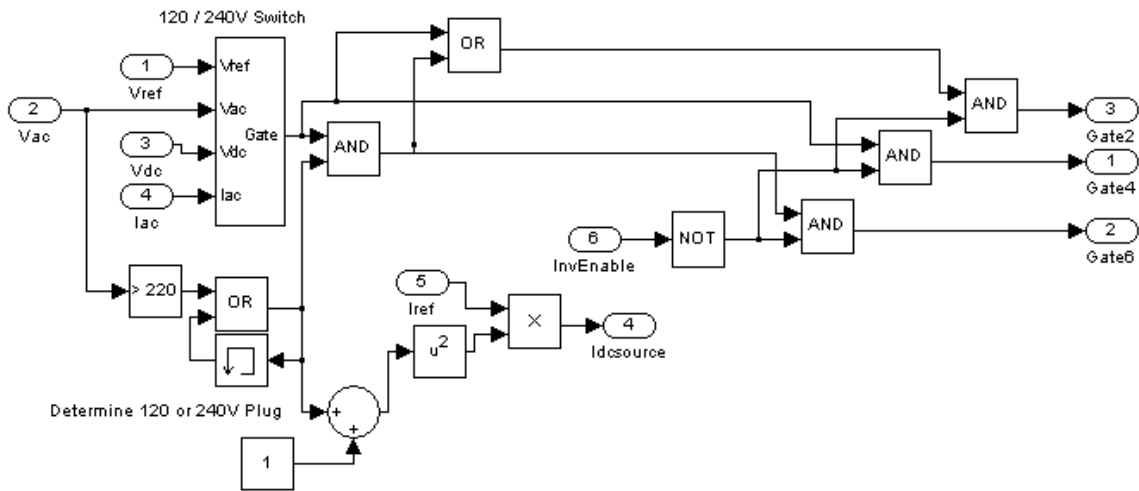 120 / 240V Switch
1
Vref
2
Vac
3
Vdc
4
Iac
Vref
Vac
Vdc
Iac
Gate
OR
AND
AND
3
Gate2
AND
1
Gate4
AND
2
Gate6
6
InvEnable
NOT
> 220
OR
5
Iref
×
4
Idcsource
u²
Determine 120 or 240V Plug
+
+
1